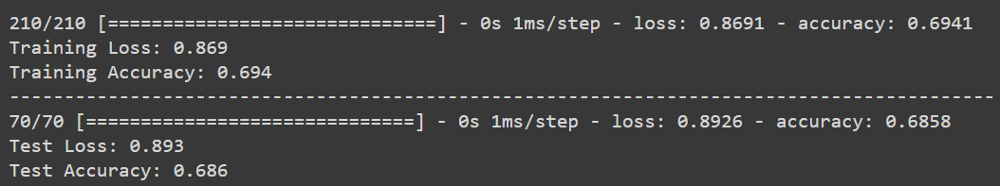 210/210 [==============================] - 0s 1ms/step - loss: 0.8691 - accuracy: 0.6941
Training Loss: 0.869
Training Accuracy: 0.694
-----------------------------------------------------------------------------------------
70/70 [==============================] - 0s 1ms/step - loss: 0.8926 - accuracy: 0.6858
Test Loss: 0.893
Test Accuracy: 0.686